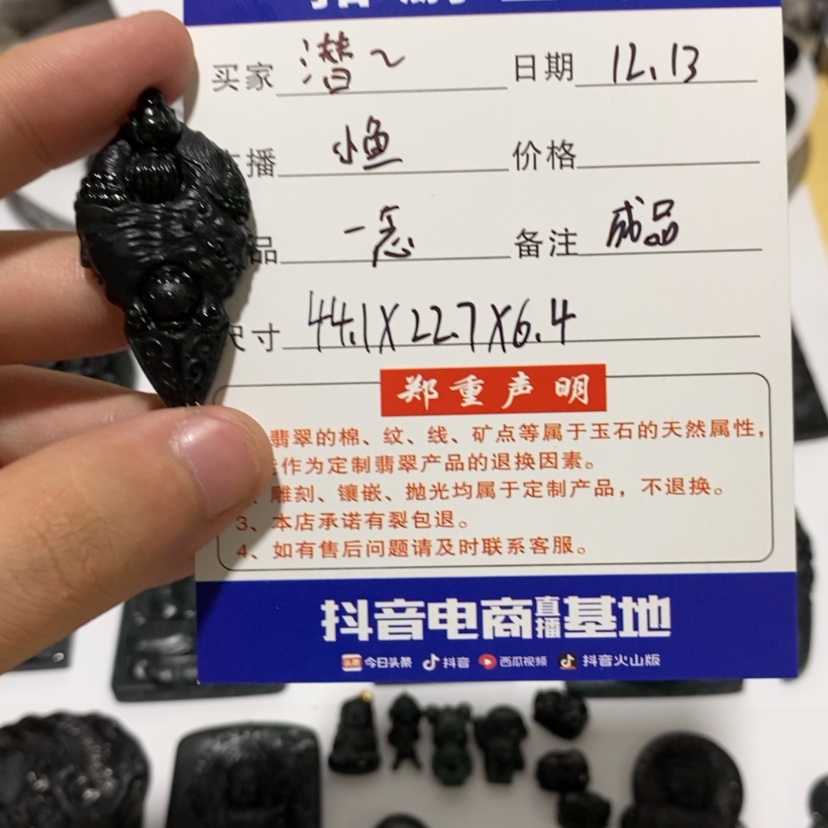 买家 潜~ 日期 12.13
播 小鱼 价格
品 一 备注 成品
尺寸 44.1X22.7X6.4
郑重声明
翡翠的棉、纹、线、矿点等属于玉石的天然属性，
作为定制翡翠产品的退换因素。
雕刻、镶嵌、抛光均属于定制产品，不退换。
3、本店承诺有裂包退。
4、如有售后问题请及时联系客服。
抖音电商直播基地
头条 今日头条 抖音 西瓜视频 抖音火山版